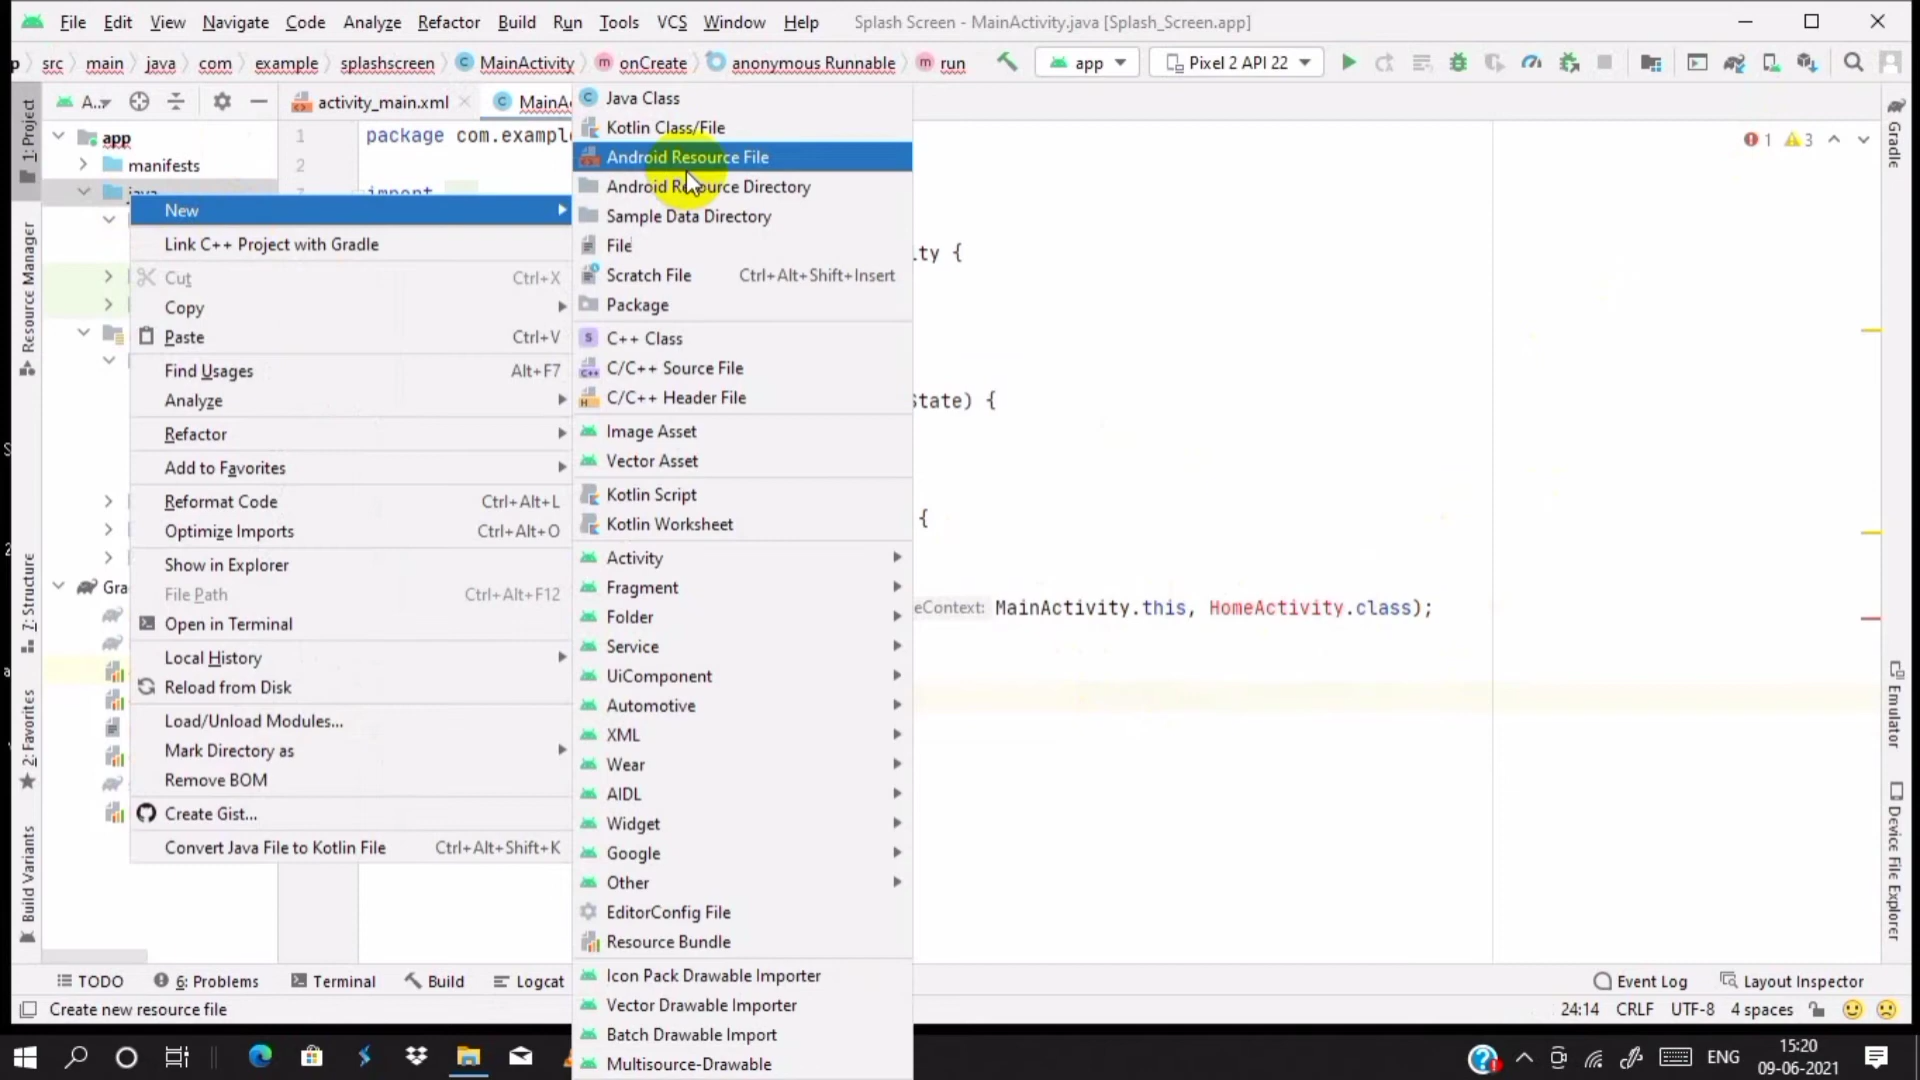 File Edit View Navigate Code Analyze Refactor Build Run Tools VCS Window Help Splash Screen - MainActivity.java [Splash_Screen.app]
src main java com example splashscreen MainActivity onCreate anonymous Runnable run app Pixel 2 API 22
A.. activity_main.xml MainA
1: Project
Resource Manager
7: Structure
2: Favorites
Build Variants
app
manifests
java
Gra
1 package com.example
2
import
ity {
State) {
{
eContext: MainActivity.this, HomeActivity.class);
1 3
New
Link C++ Project with Gradle
Cut Ctrl+X
Copy
Paste Ctrl+V
Find Usages Alt+F7
Analyze
Refactor
Add to Favorites
Reformat Code Ctrl+Alt+L
Optimize Imports Ctrl+Alt+O
Show in Explorer
File Path Ctrl+Alt+F12
Open in Terminal
Local History
Reload from Disk
Load/Unload Modules...
Mark Directory as
Remove BOM
Create Gist...
Convert Java File to Kotlin File Ctrl+Alt+Shift+K
Java Class
Kotlin Class/File
Android Resource File
Android Resource Directory
Sample Data Directory
File
Scratch File Ctrl+Alt+Shift+Insert
Package
C++ Class
C/C++ Source File
C/C++ Header File
Image Asset
Vector Asset
Kotlin Script
Kotlin Worksheet
Activity
Fragment
Folder
Service
UiComponent
Automotive
XML
Wear
AIDL
Widget
Google
Other
EditorConfig File
Resource Bundle
Icon Pack Drawable Importer
Vector Drawable Importer
Batch Drawable Import
Multisource-Drawable
Gradle
Emulator
Device File Explorer
TODO 6: Problems Terminal Build Logcat Event Log Layout Inspector
Create new resource file 24:14 CRLF UTF-8 4 spaces
ENG 15:20
09-06-2021